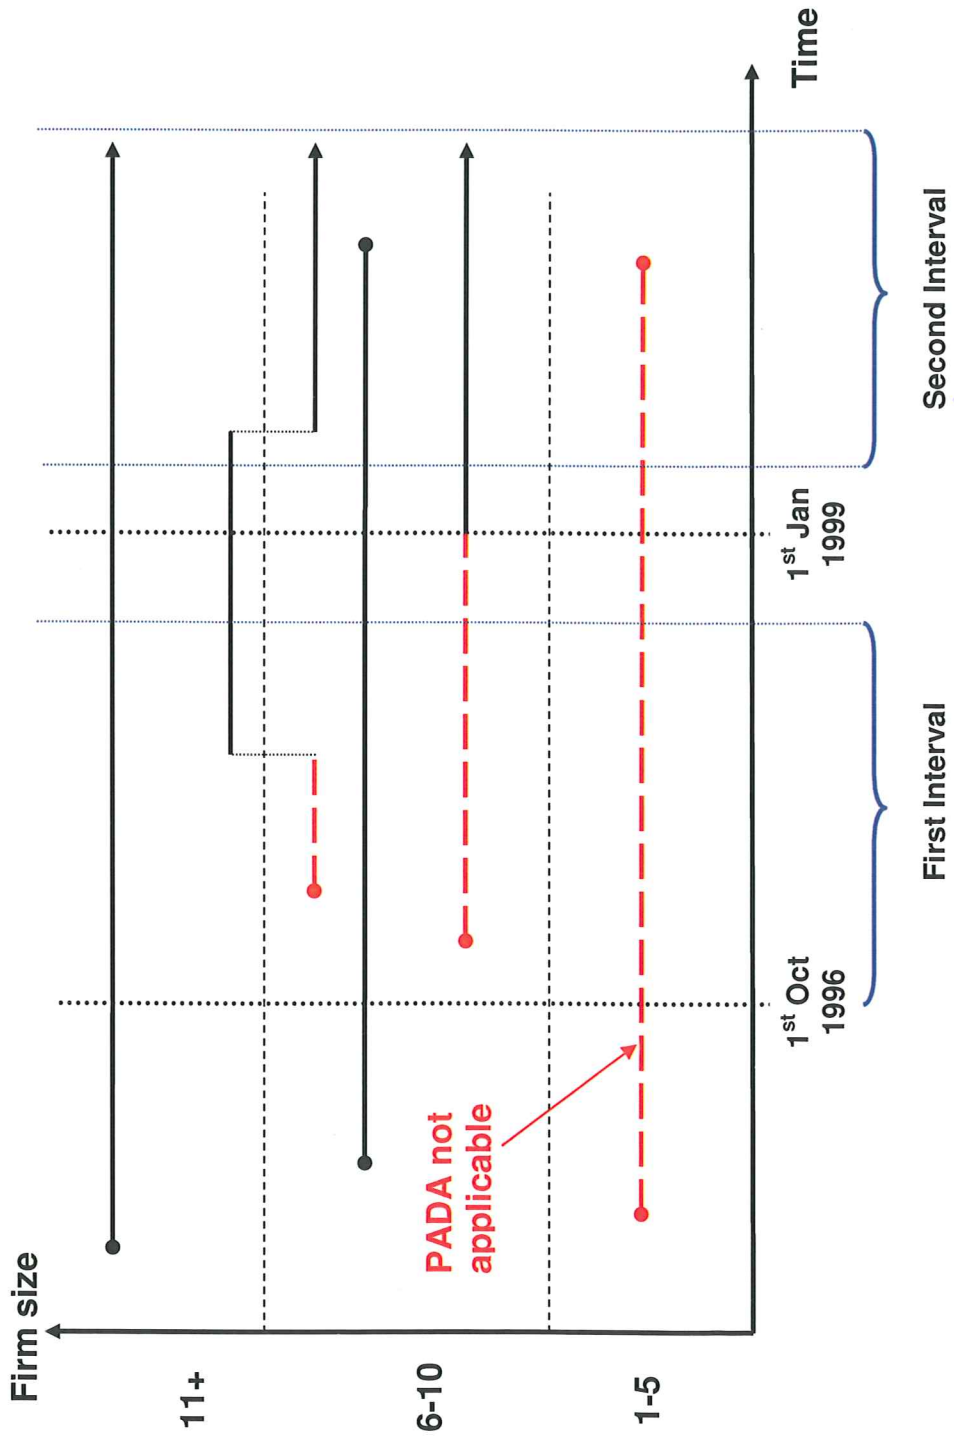 Firm size
11+
6-10
1-5
PADA not
applicable
1st Oct
1996
1st Jan
1999
Time
First Interval
Second Interval